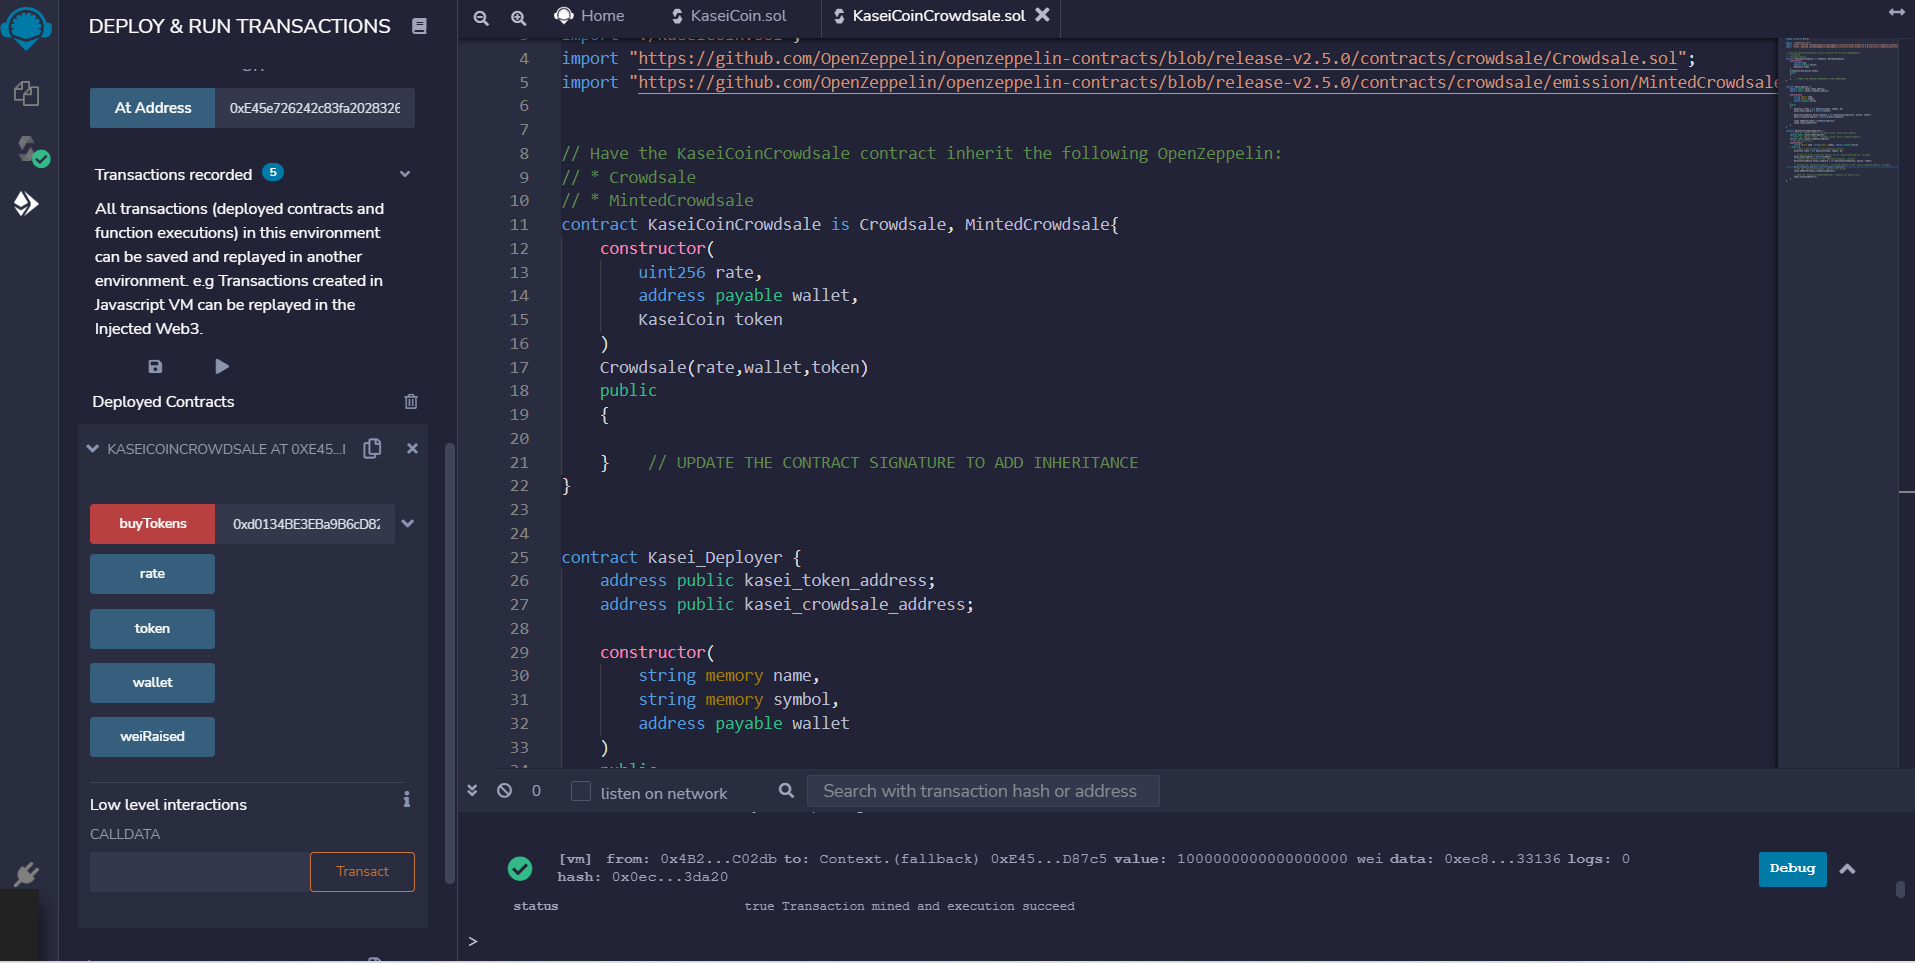 DEPLOY & RUN TRANSACTIONS
At Address
0xE45e726242c83fa2028326
Transactions recorded 5
All transactions (deployed contracts and
function executions) in this environment
can be saved and replayed in another
environment. e.g Transactions created in
Javascript VM can be replayed in the
Injected Web3.
Deployed Contracts
KASEICOINCROWDSALE AT 0XE45...
buyTokens
0xd0134BE3EBa9B6cD82
rate
token
wallet
weiRaised
Low level interactions
CALLDATA
Transact
Home
KaseiCoin.sol
KaseiCoinCrowdsale.sol
4 import "https://github.com/OpenZeppelin/openzeppelin-contracts/blob/release-v2.5.0/contracts/crowdsale/Crowdsale.sol";
5 import "https://github.com/OpenZeppelin/openzeppelin-contracts/blob/release-v2.5.0/contracts/crowdsale/emission/MintedCrowdsale
6
7
8 // Have the KaseiCoinCrowdsale contract inherit the following OpenZeppelin:
9 // * Crowdsale
10 // * MintedCrowdsale
11 contract KaseiCoinCrowdsale is Crowdsale, MintedCrowdsale{
12 constructor(
13 uint256 rate,
14 address payable wallet,
15 KaseiCoin token
16 )
17 Crowdsale(rate,wallet,token)
18 public
19 {
20
21 } // UPDATE THE CONTRACT SIGNATURE TO ADD INHERITANCE
22 }
23
24
25 contract Kasei_Deployer {
26 address public kasei_token_address;
27 address public kasei_crowdsale_address;
28
29 constructor(
30 string memory name,
31 string memory symbol,
32 address payable wallet
33 )
0
listen on network
Search with transaction hash or address
[vm] from: 0x4B2...C02db to: Context.(fallback) 0xE45...D87c5 value: 1000000000000000000 wei data: 0xec8...33136 logs: 0
hash: 0x0ec...3da20
Debug
status true Transaction mined and execution succeed
>